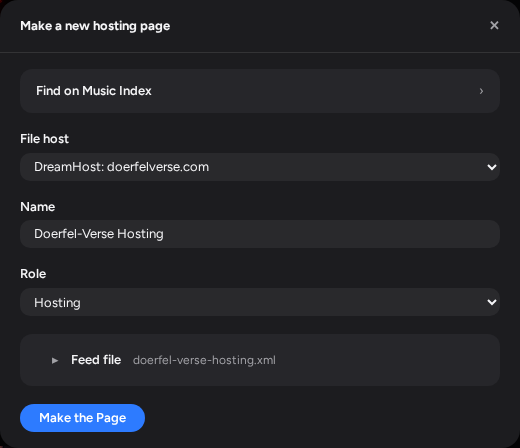 Make a new hosting page ×
Find on Music Index ›
File host
DreamHost: doerfelverse.com
Name
Doerfel-Verse Hosting
Role
Hosting
▸ Feed file doerfel-verse-hosting.xml
Make the Page